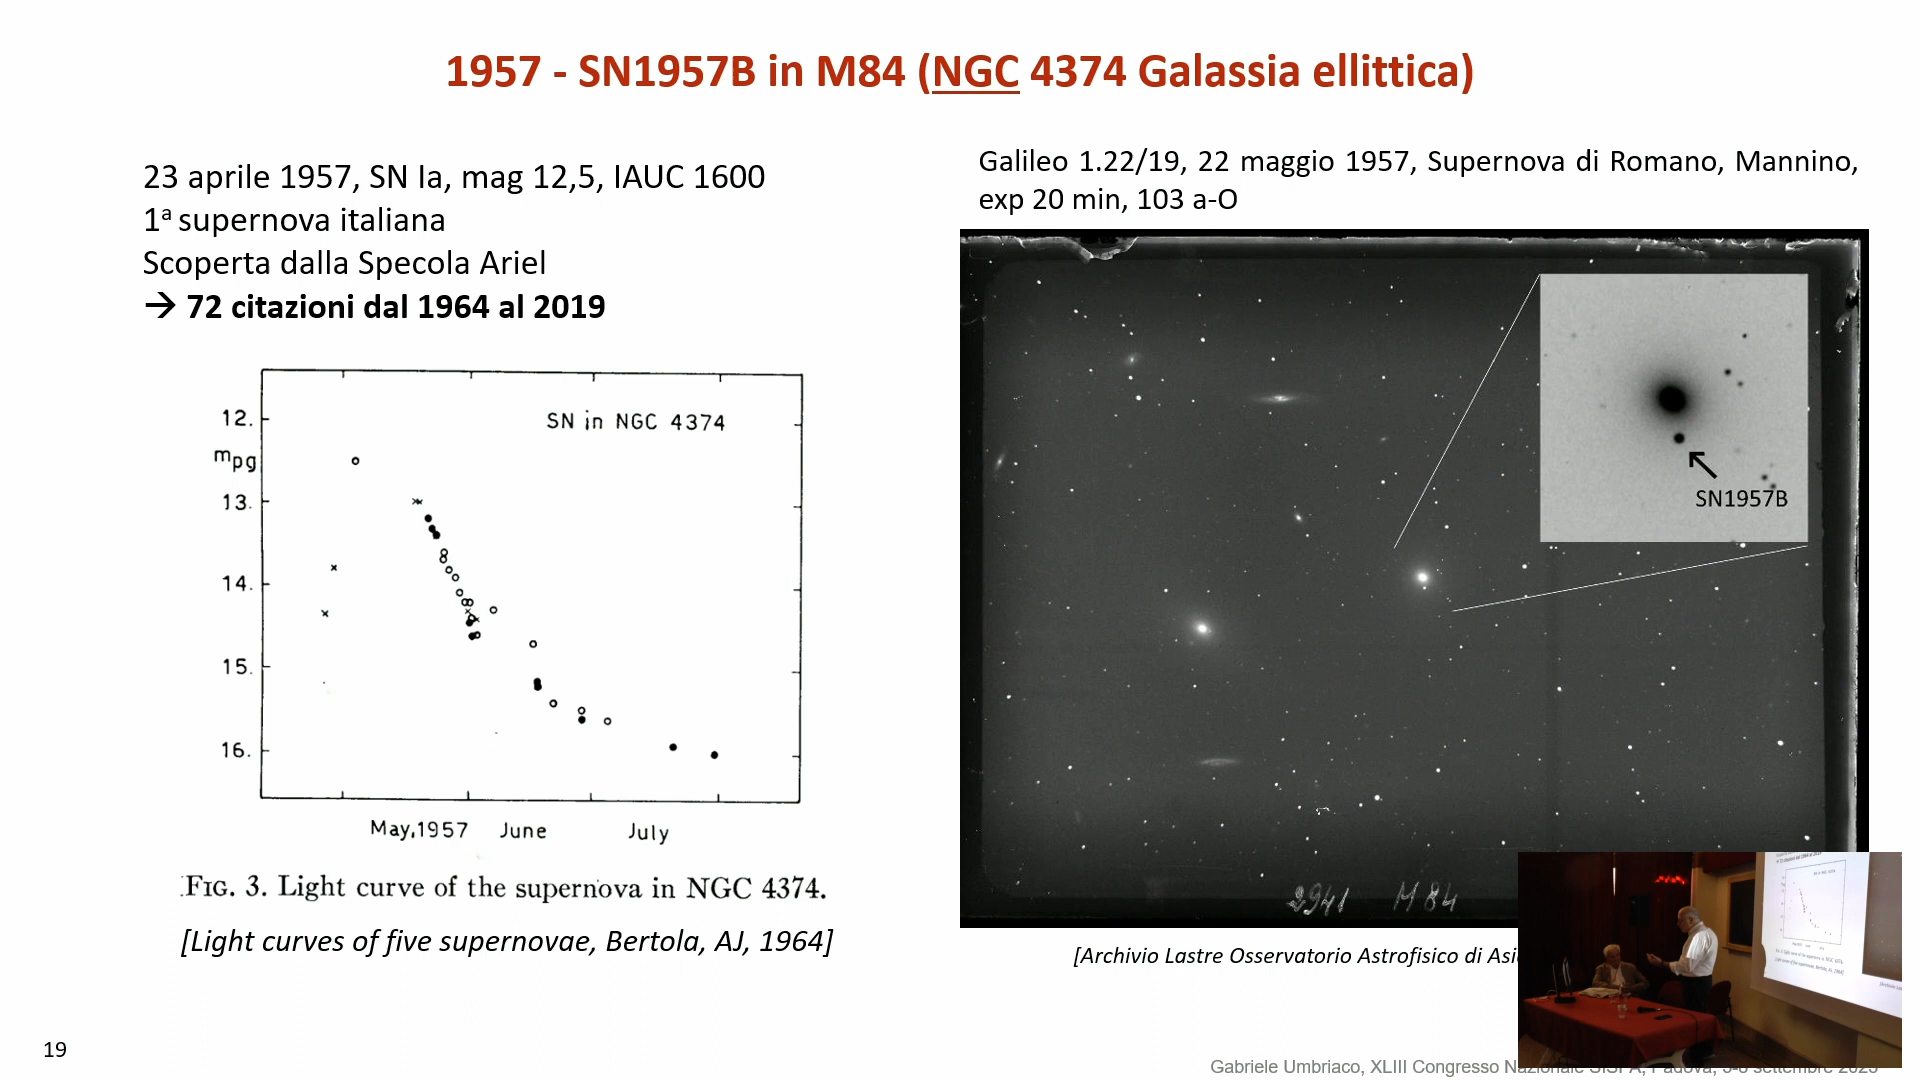 1957 - SN1957B in M84 (NGC 4374 Galassia ellittica)
23 aprile 1957, SN Ia, mag 12,5, IAUC 1600
1ª supernova italiana
Scoperta dalla Specola Ariel
→ 72 citazioni dal 1964 al 2019
SN in NGC 4374
12.
mpg
13.
14.
15.
16.
May,1957 June July
FIG. 3. Light curve of the supernova in NGC 4374.
[Light curves of five supernovae, Bertola, AJ, 1964]
Galileo 1.22/19, 22 maggio 1957, Supernova di Romano, Mannino,
exp 20 min, 103 a-O
SN1957B
2941 M 84
[Archivio Lastre Osservatorio Astrofisico di
19
Gabriele Umbriaco, XLIII Congresso